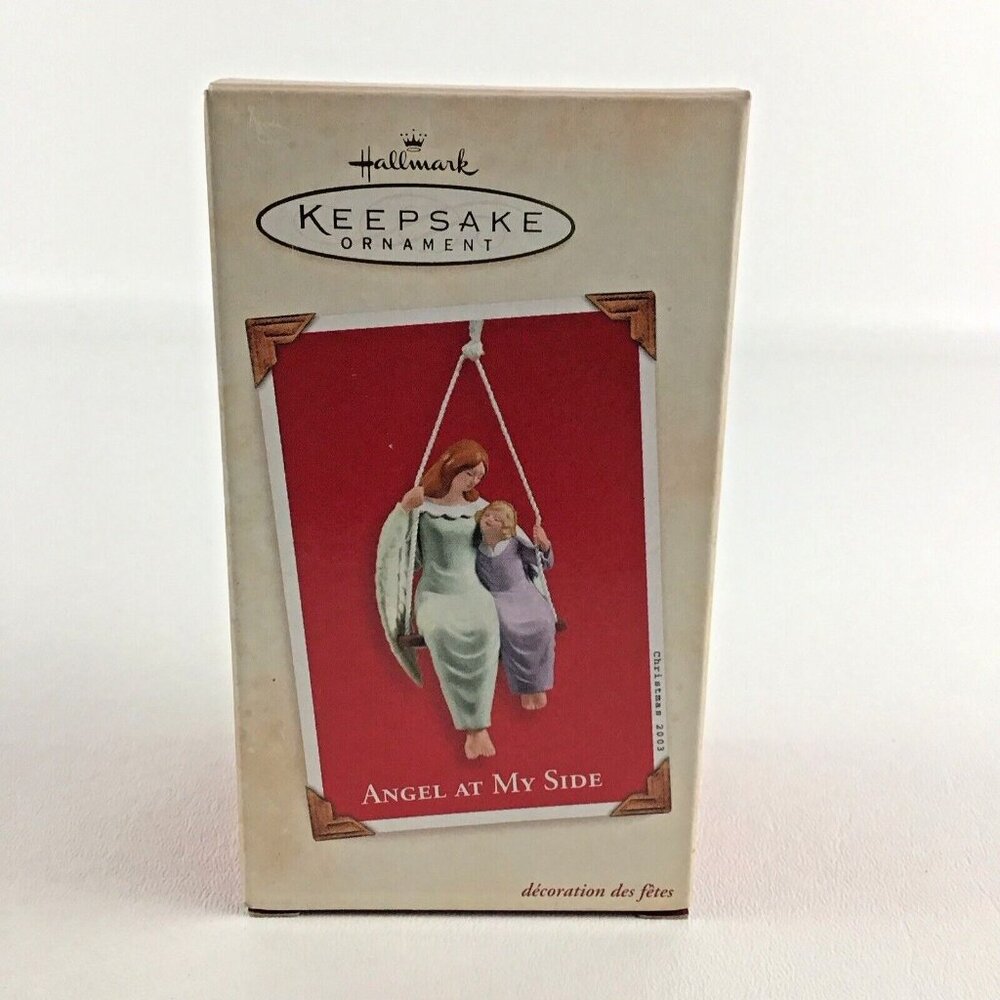 Hallmark
KEEPSAKE
ORNAMENT
Christmas 2003
ANGEL AT MY SIDE
décoration des fêtes